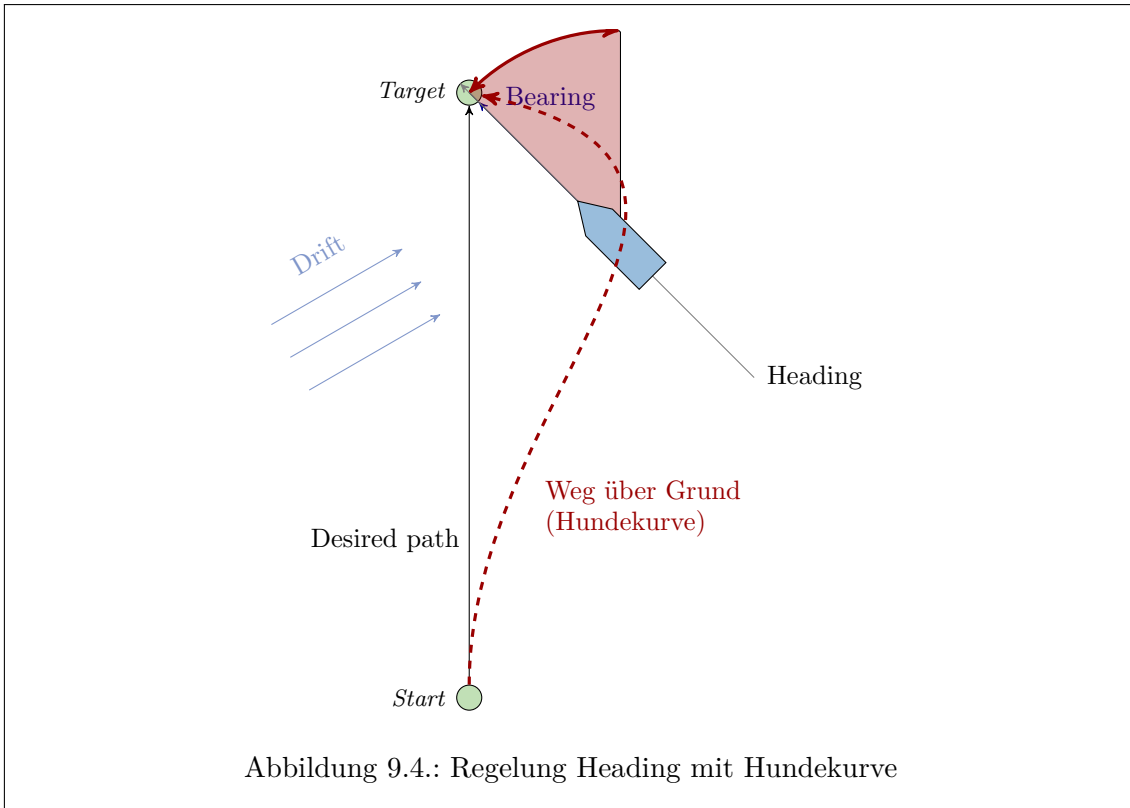 Target
Bearing
Drift
Heading
Weg über Grund
(Hundekurve)
Desired path
Start
Abbildung 9.4.: Regelung Heading mit Hundekurve